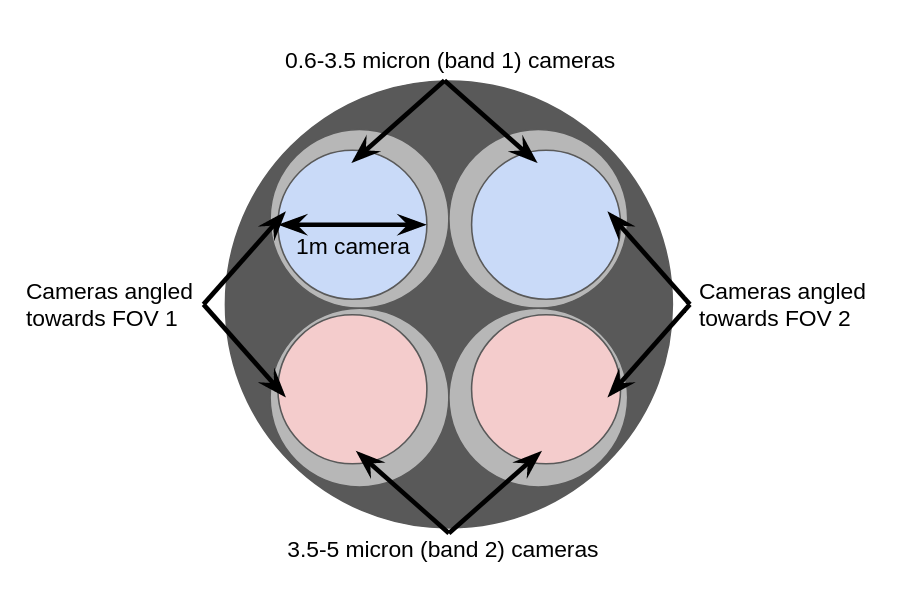 0.6-3.5 micron (band 1) cameras
1m camera
Cameras angled
towards FOV 1
Cameras angled
towards FOV 2
3.5-5 micron (band 2) cameras